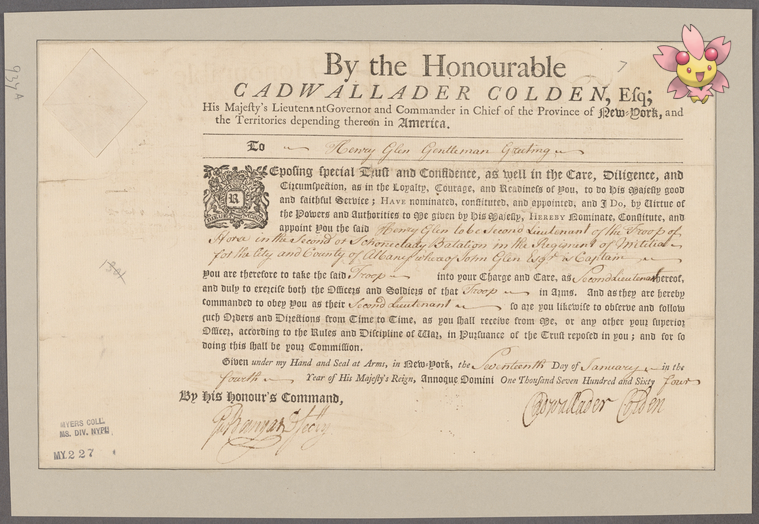 By the Honourable
CADWALLADER COLDEN, Esq;
His Majesty's Lieutenant Governor and Commander in Chief of the Province of New-York, and
the Territories depending thereon in America.
To Henry Glen Gentleman Greeting
Reposing special Trust and Confidence, as well in the Care, Diligence, and
Circumspection, as in the Loyalty, Courage, and Readiness of You, to do His Majesty good
and faithful Service; HAVE nominated, constituted, and appointed, and I DO, by Virtue of
the Powers and Authorities to Me given by His Majesty, HEREBY Nominate, Constitute, and
appoint You the said Henry Glen to be Second Lieutenant of the Troop of
Horse in the Second or Schonectady Batalion in the Regiment of Militia
for the City and County of Albany whereof John Glen Esqr. is Captain
You are therefore to take the said Troop into your Charge and Care, as Second Lieutenant thereof,
and duly to exercise both the Officers and Soldiers of that Troop in Arms. And as they are hereby
commanded to obey You as their Second Lieutenant so are You likewise to observe and follow
such Orders and Directions from Time to Time, as you shall receive from Me, or any other your superior
Officer, according to the Rules and Discipline of War, in Pursuance of the Trust reposed in you; and for so
doing this shall be your Commission.
Given under my Hand and Seal at Arms, in New-York, the Seventeenth Day of January in the
fourth Year of His Majesty's Reign, Annoque Domini One Thousand Seven Hundred and Sixty four
By His Honour's Command,
Cadwallader Colden
Gw Banyar D Secry
MYERS COLL.
MS. DIV. NYPL
MY 227
937A
1301
7